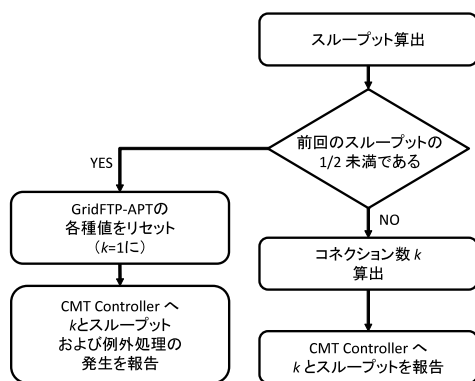 スループット算出
前回のスループットの
1/2 未満である
YES
NO
GridFTP-APTの
各種値をリセット
(k=1に)
コネクション数 k
算出
CMT Controller へ
kとスループット
および例外処理の
発生を報告
CMT Controller へ
k とスループットを報告